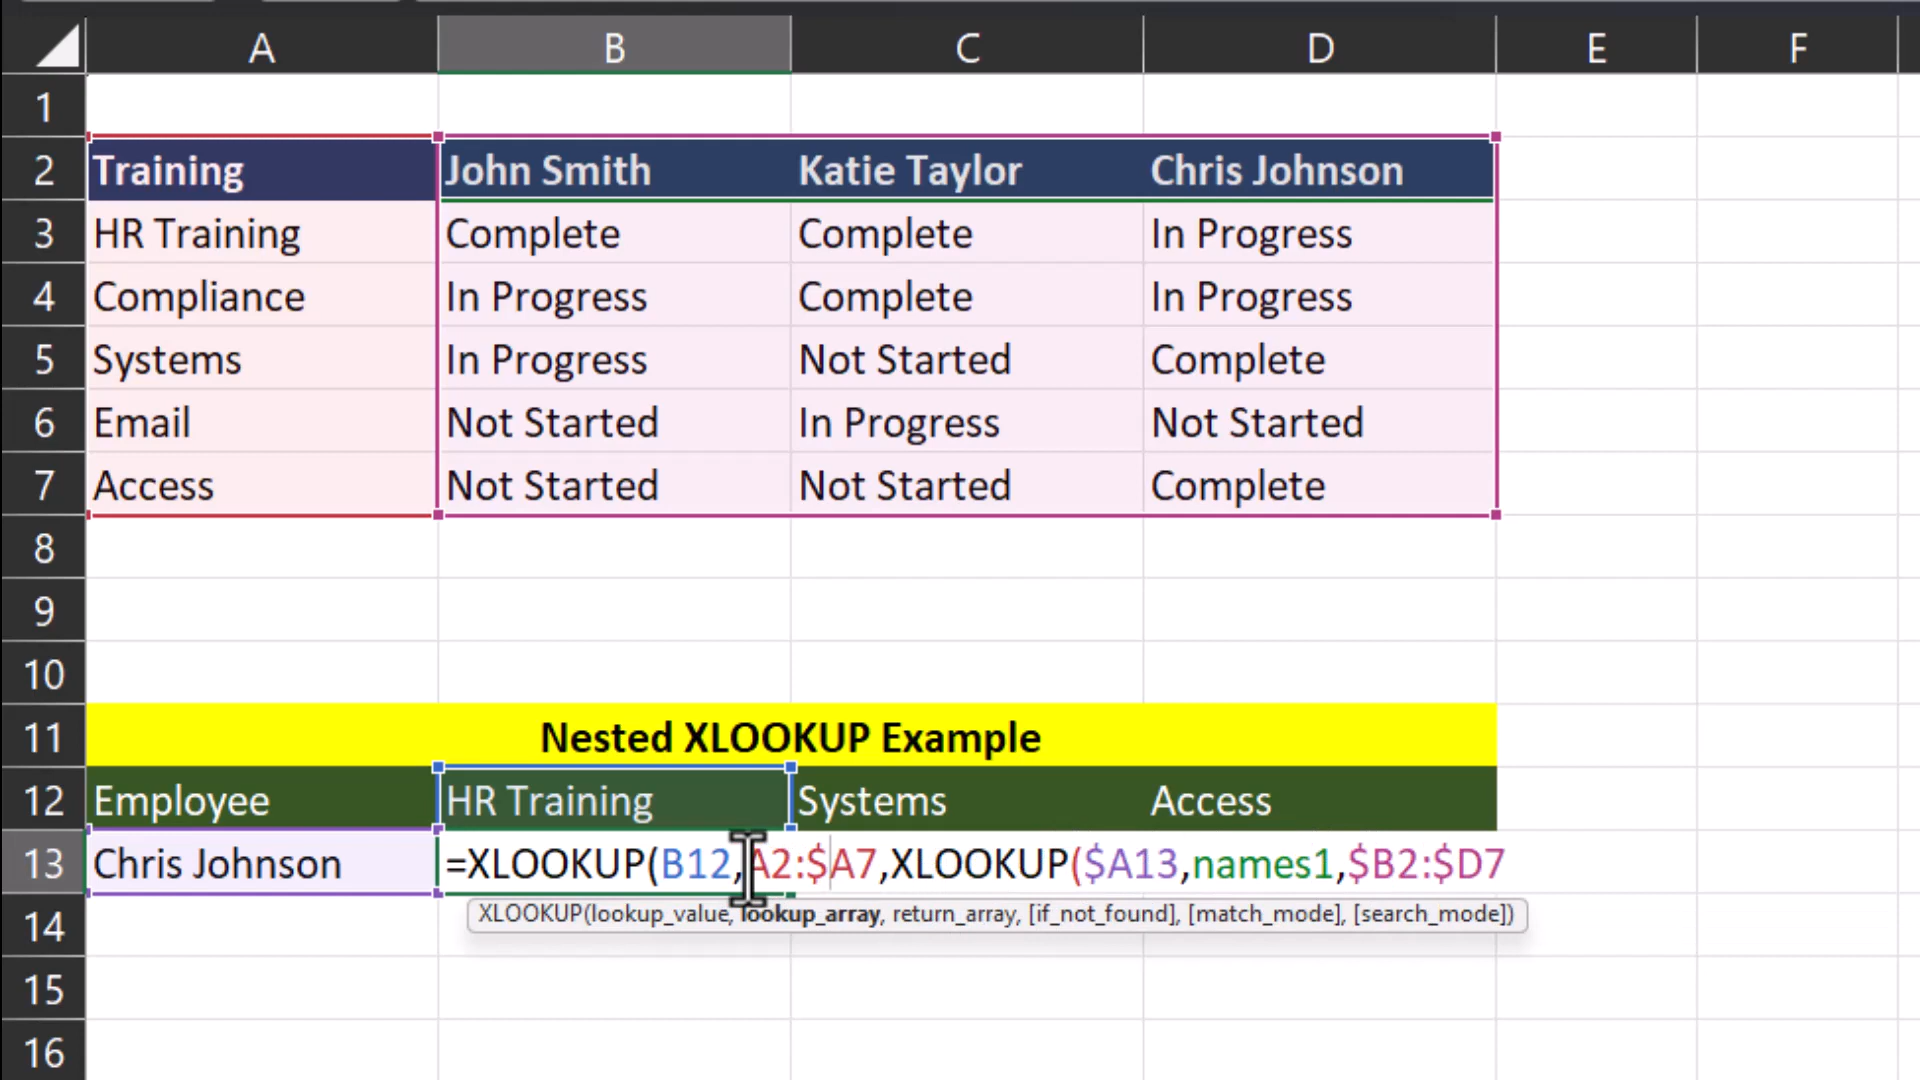 A B C D E F
1
2 Training John Smith Katie Taylor Chris Johnson
3 HR Training Complete Complete In Progress
4 Compliance In Progress Complete In Progress
5 Systems In Progress Not Started Complete
6 Email Not Started In Progress Not Started
7 Access Not Started Not Started Complete
8
9
10
11 Nested XLOOKUP Example
12 Employee HR Training Systems Access
13 Chris Johnson =XLOOKUP(B12,A2:$A7,XLOOKUP($A13,names1,$B2:$D7
XLOOKUP(lookup_value, lookup_array, return_array, [if_not_found], [match_mode], [search_mode])
14
15
16